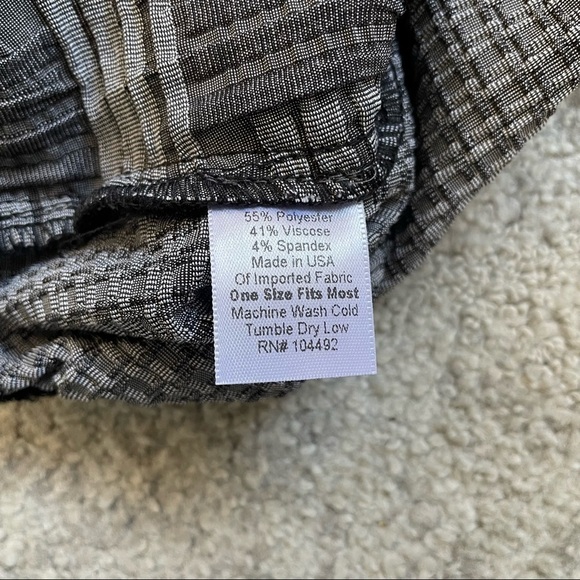 55% Polyester
41% Viscose
4% Spandex
Made in USA
Of Imported Fabric
One Size Fits Most
Machine Wash Cold
Tumble Dry Low
RN# 104492